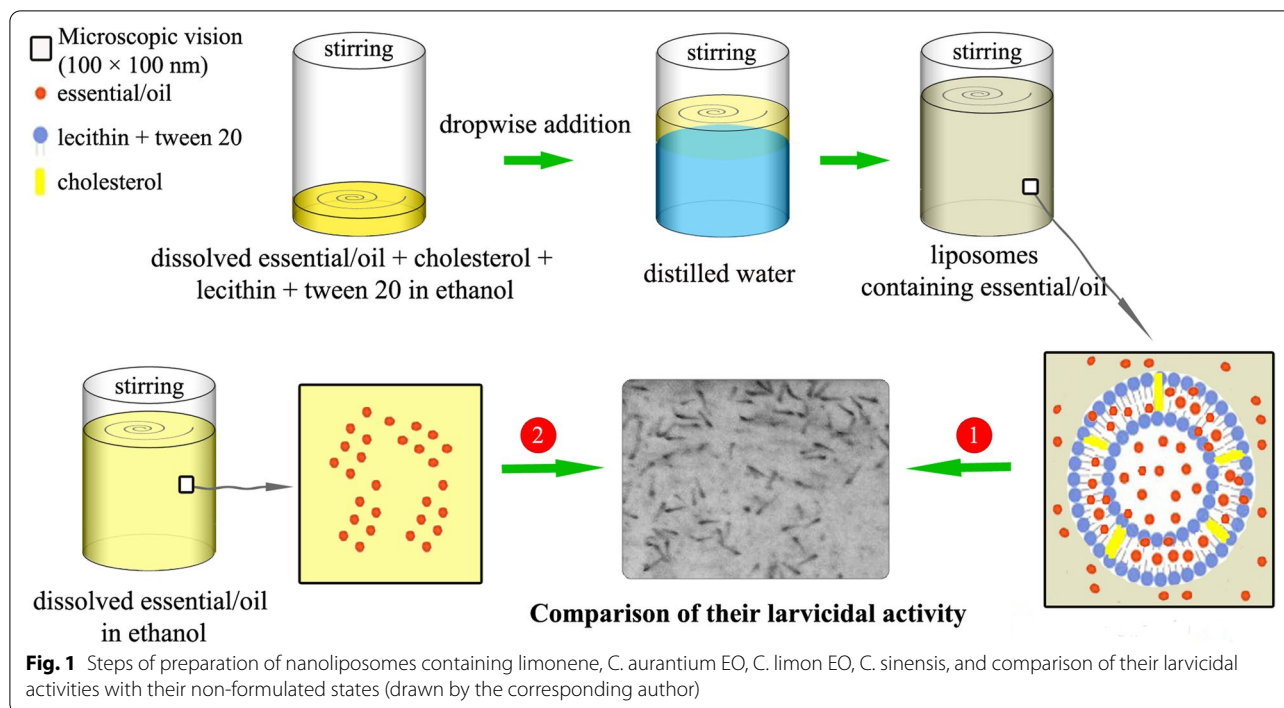 Microscopic vision
(100 × 100 nm)
essential/oil
lecithin + tween 20
cholesterol
stirring
dropwise addition
stirring
stirring
dissolved essential/oil + cholesterol +
lecithin + tween 20 in ethanol
distilled water
liposomes
containing essential/oil
stirring
2
1
dissolved essential/oil
in ethanol
Comparison of their larvicidal activity
Fig. 1 Steps of preparation of nanoliposomes containing limonene, C. aurantium EO, C. limon EO, C. sinensis, and comparison of their larvicidal
activities with their non-formulated states (drawn by the corresponding author)